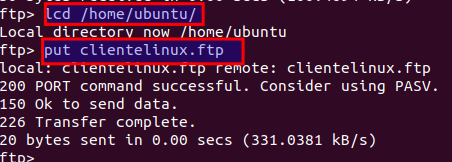 ftp> lcd /home/ubuntu/
Local directory now /home/ubuntu
ftp> put clientelinux.ftp
local: clientelinux.ftp remote: clientelinux.ftp
200 PORT command successful. Consider using PASV.
150 Ok to send data.
226 Transfer complete.
20 bytes sent in 0.00 secs (331.0381 kB/s)
ftp>